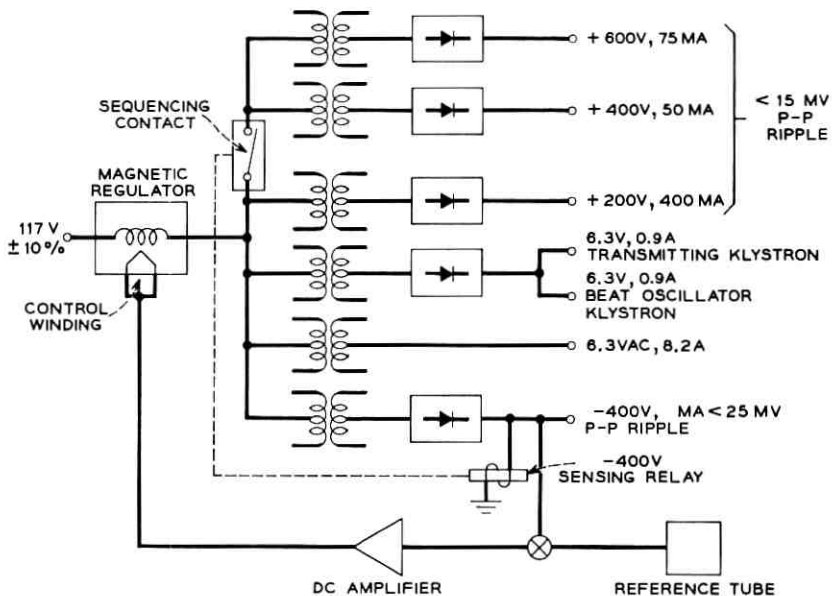 + 600V, 75 MA
< 15 MV
P-P
RIPPLE
SEQUENCING
CONTACT
+ 400V, 50 MA
MAGNETIC
REGULATOR
+ 200V, 400 MA
117 V
± 10 %
6.3V, 0.9A
TRANSMITTING KLYSTRON
6.3V, 0.9A
BEAT OSCILLATOR
KLYSTRON
CONTROL
WINDING
6.3VAC, 8.2A
-400V, MA < 25 MV
P-P RIPPLE
-400V
SENSING RELAY
DC AMPLIFIER
REFERENCE TUBE